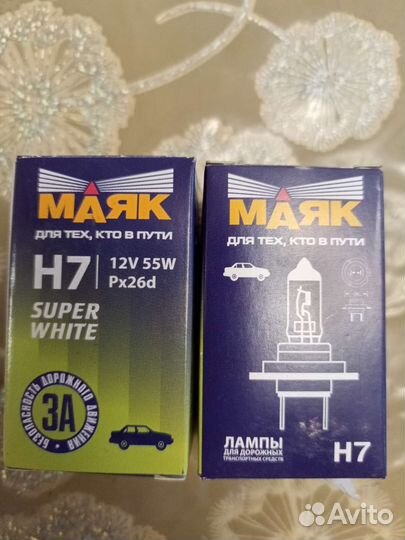 МАЯК
ДЛЯ ТЕХ, КТО В ПУТИ
H7
12V 55W
Px26d
SUPER
WHITE
БЕЗОПАСНОСТЬ ДОРОЖНОГО ДВИЖЕНИЯ
ЗА
МАЯК
ДЛЯ ТЕХ, КТО В ПУТИ
ЛАМПЫ
ДЛЯ ДОРОЖНЫХ
ТРАНСПОРТНЫХ СРЕДСТВ
H7
Avito